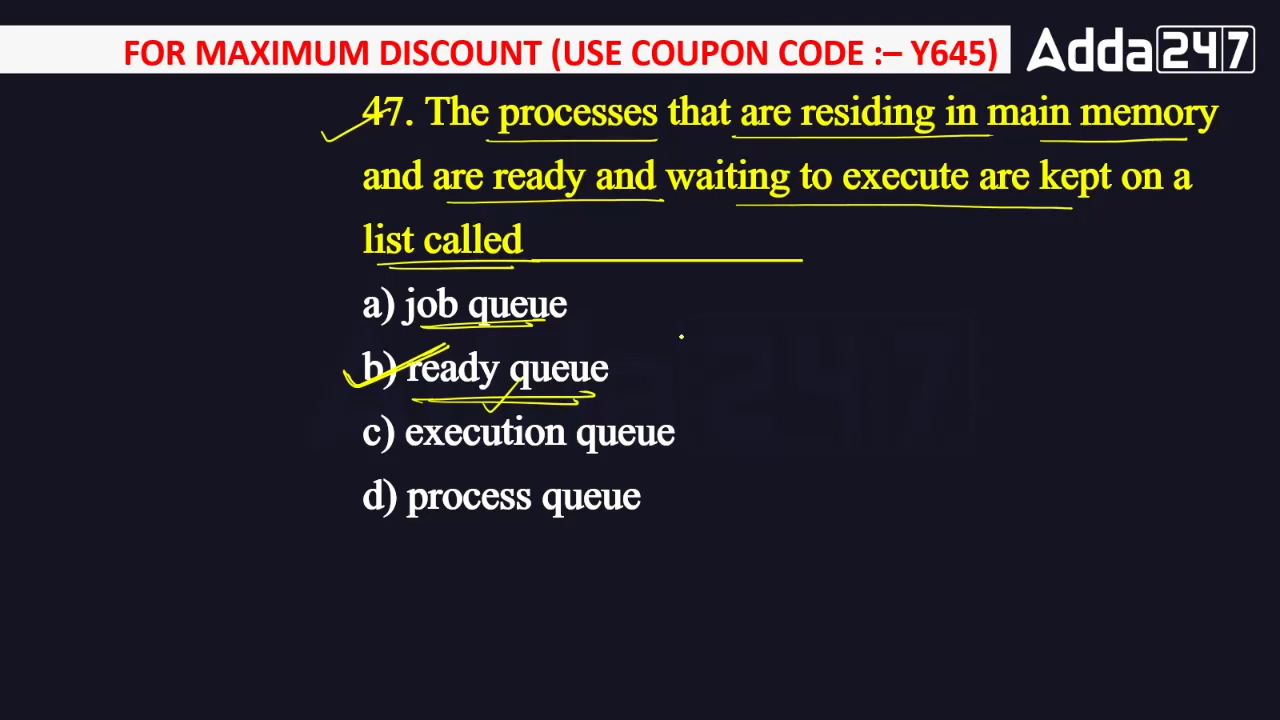 FOR MAXIMUM DISCOUNT (USE COUPON CODE :– Y645)
Adda247
47. The processes that are residing in main memory
and are ready and waiting to execute are kept on a
list called ______________
a) job queue
b) ready queue
c) execution queue
d) process queue